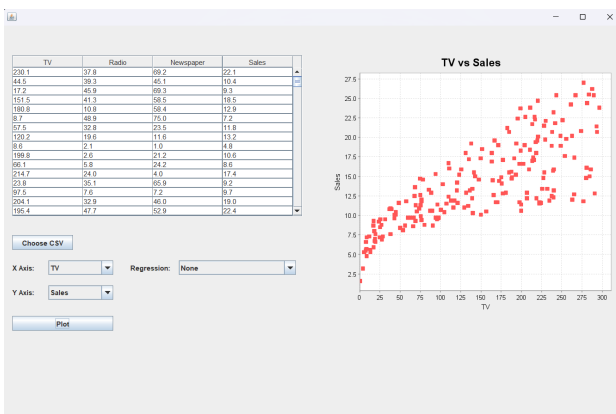 TV Radio Newspaper Sales
230.1 37.8 69.2 22.1
44.5 39.3 45.1 10.4
17.2 45.9 69.3 9.3
151.5 41.3 58.5 18.5
180.8 10.8 58.4 12.9
8.7 48.9 75.0 7.2
57.5 32.8 23.5 11.8
120.2 19.6 11.6 13.2
8.6 2.1 1.0 4.8
199.8 2.6 21.2 10.6
66.1 5.8 24.2 8.6
214.7 24.0 4.0 17.4
23.8 35.1 65.9 9.2
97.5 7.6 7.2 9.7
204.1 32.9 46.0 19.0
195.4 47.7 52.9 22.4
Choose CSV
X Axis: TV Regression: None
Y Axis: Sales
Plot
TV vs Sales
27.5
25.0
22.5
20.0
17.5
15.0
12.5
10.0
7.5
5.0
2.5
Sales
0 25 50 75 100 125 150 175 200 225 250 275 300
TV